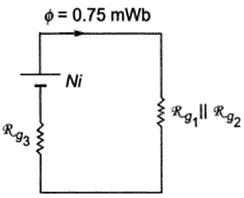 ϕ = 0.75 mWb
Ni
ℛg₃
ℛg₁ || ℛg₂